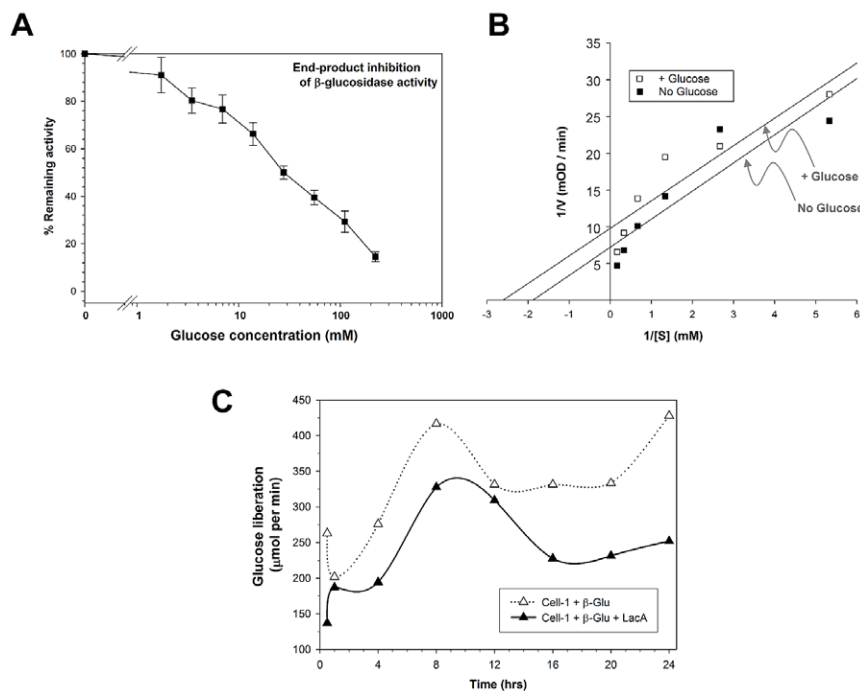 A
End-product inhibition
of β-glucosidase activity
% Remaining activity
100
80
60
40
20
0
0 1 10 100 1000
Glucose concentration (mM)
B
+ Glucose
No Glucose
1/V (mOD / min)
35
30
25
20
15
10
5
+ Glucose
No Glucose
-3 -2 -1 0 1 2 3 4 5 6
1/[S] (mM)
C
Glucose liberation
(μmol per min)
450
400
350
300
250
200
150
100
Cell-1 + β-Glu
Cell-1 + β-Glu + LacA
0 4 8 12 16 20 24
Time (hrs)